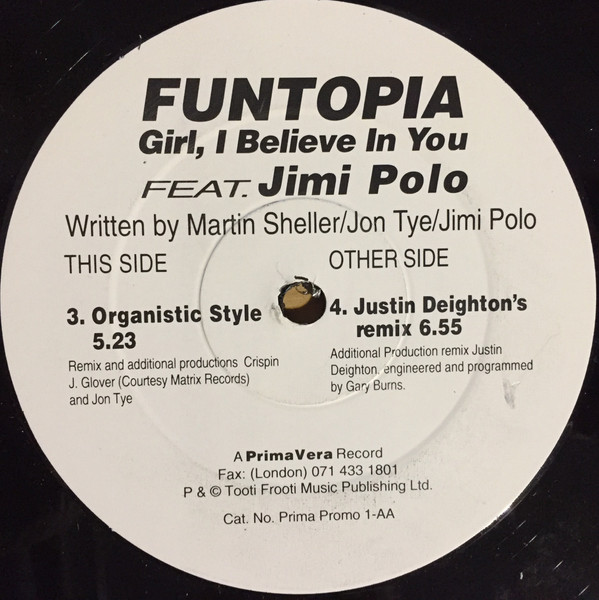 FUNTOPIA
Girl, I Believe In You
FEAT. Jimi Polo
Written by Martin Sheller/Jon Tye/Jimi Polo
THIS SIDE
3. Organistic Style
5.23
Remix and additional productions Crispin
J. Glover (Courtesy Matrix Records)
and Jon Tye
OTHER SIDE
4. Justin Deighton's
remix 6.55
Additional Production remix Justin
Deighton. engineered and programmed
by Gary Burns.
A PrimaVera Record
Fax: (London) 071 433 1801
P & © Tooti Frooti Music Publishing Ltd.
Cat. No. Prima Promo 1-AA